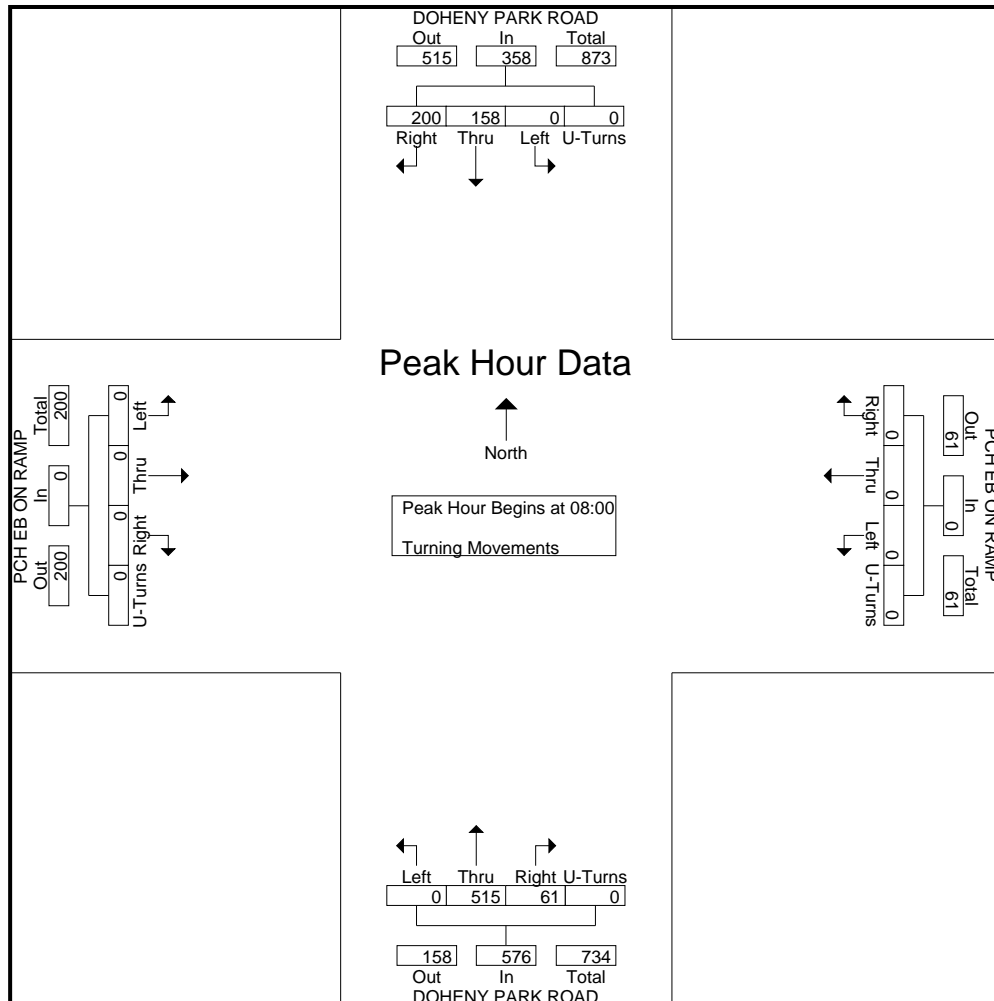 DOHENY PARK ROAD
Out In Total
515 358 873
200 158 0 0
Right Thru Left U-Turns
Peak Hour Data
North
Peak Hour Begins at 08:00
Turning Movements
PCH EB ON RAMP
Out In Total
200 0 200
0 0 0 0
U-Turns Right Thru Left
PCH EB ON RAMP
Out In Total
61 0 61
Right Thru Left U-Turns
0 0 0 0
Left Thru Right U-Turns
0 515 61 0
158 576 734
Out In Total
DOHENY PARK ROAD